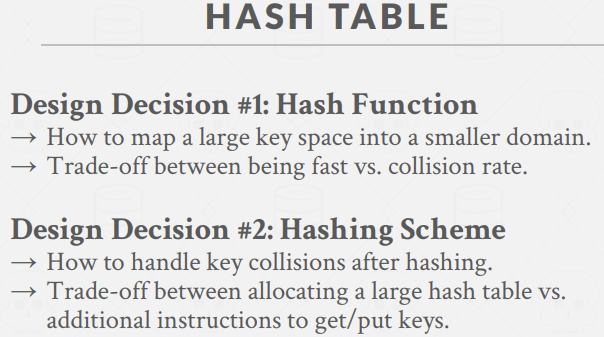 HASH TABLE
Design Decision #1: Hash Function
→ How to map a large key space into a smaller domain.
→ Trade-off between being fast vs. collision rate.
Design Decision #2: Hashing Scheme
→ How to handle key collisions after hashing.
→ Trade-off between allocating a large hash table vs.
additional instructions to get/put keys.